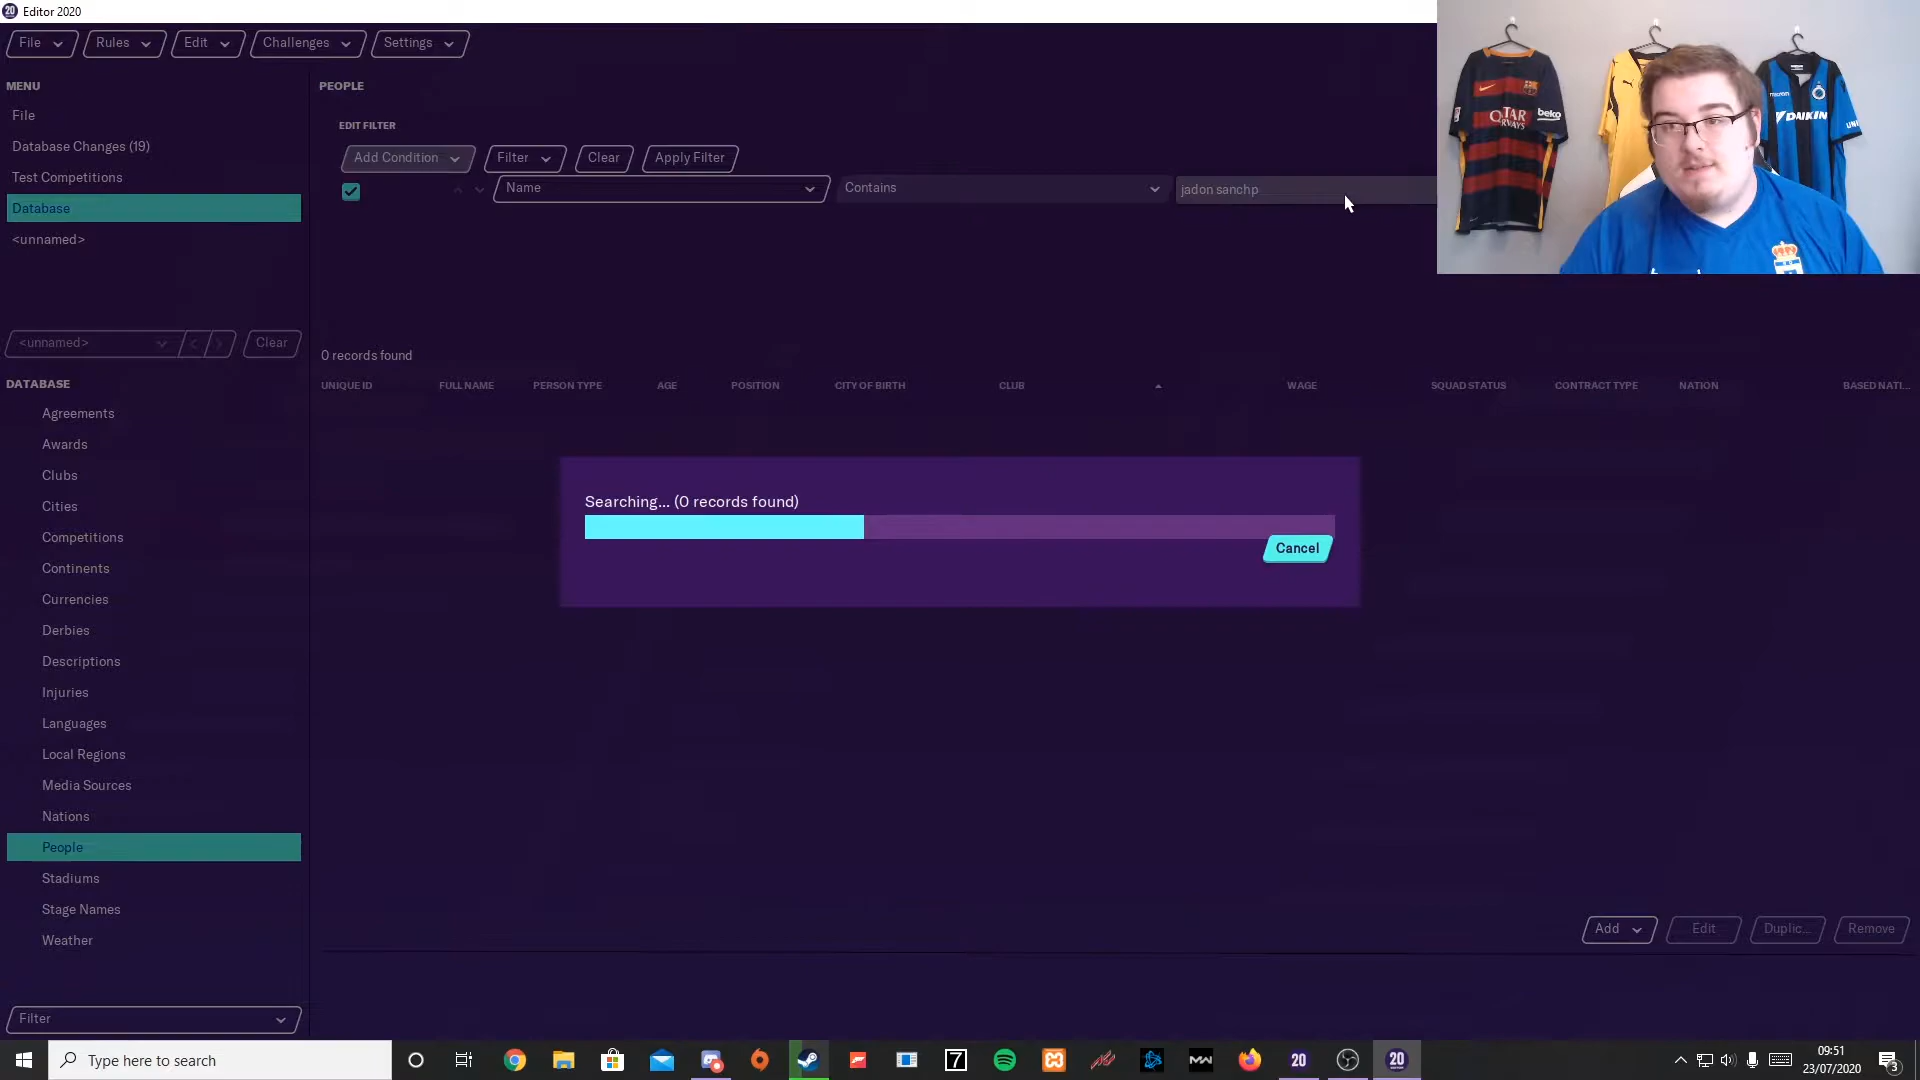 Editor 2020
File
Rules
Edit
Challenges
Settings
MENU
File
Database Changes (19)
Test Competitions
Database
<unnamed>
<unnamed>
Clear
DATABASE
Agreements
Awards
Clubs
Cities
Competitions
Continents
Currencies
Derbies
Descriptions
Injuries
Languages
Local Regions
Media Sources
Nations
People
Stadiums
Stage Names
Weather
Filter
PEOPLE
EDIT FILTER
Add Condition
Filter
Clear
Apply Filter
Name
Contains
jadon sanchp
0 records found
UNIQUE ID
FULL NAME
PERSON TYPE
AGE
POSITION
CITY OF BIRTH
CLUB
WAGE
SQUAD STATUS
CONTRACT TYPE
NATION
BASED NATI...
Searching... (0 records found)
Cancel
Add
Edit
Duplic...
Remove
QATAR
AIRWAYS
beko
DAIKIN
Type here to search
09:51
23/07/2020